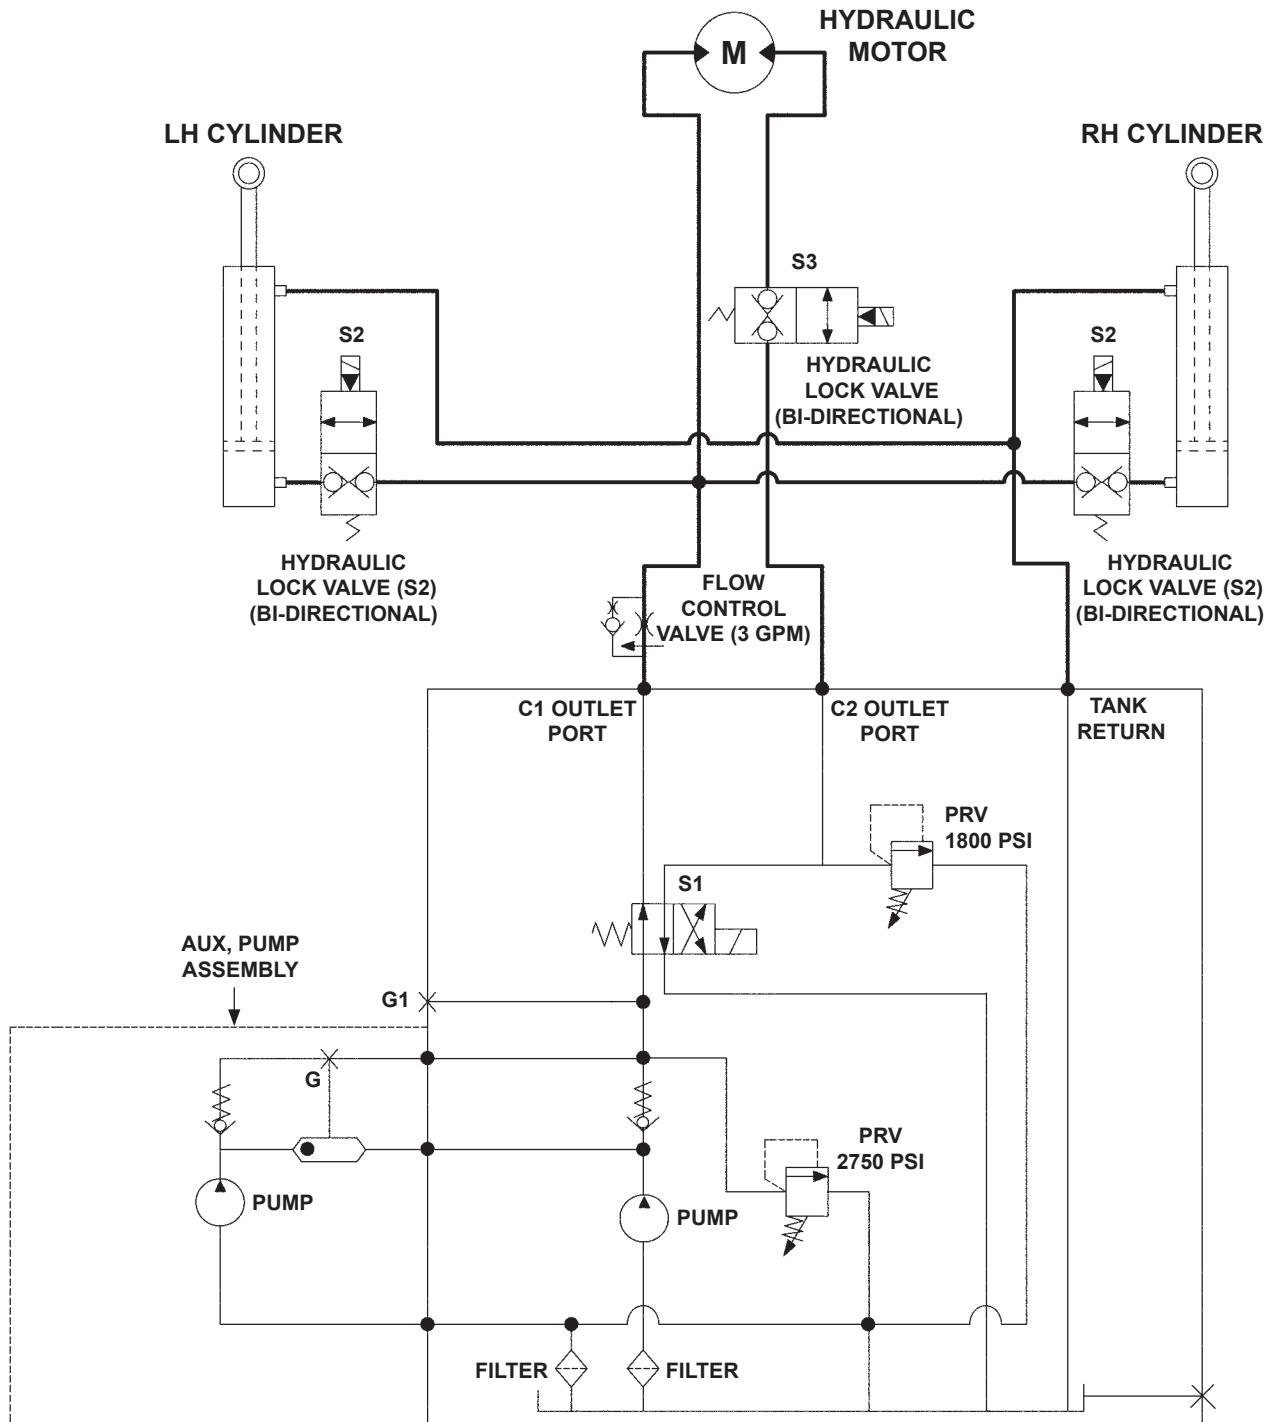 HYDRAULIC
MOTOR
M
LH CYLINDER
RH CYLINDER
S3
S2
S2
HYDRAULIC
LOCK VALVE
(BI-DIRECTIONAL)
HYDRAULIC
LOCK VALVE (S2)
(BI-DIRECTIONAL)
FLOW
CONTROL
VALVE (3 GPM)
HYDRAULIC
LOCK VALVE (S2)
(BI-DIRECTIONAL)
C1 OUTLET
PORT
C2 OUTLET
PORT
TANK
RETURN
PRV
1800 PSI
S1
AUX, PUMP
ASSEMBLY
G1
G
PRV
2750 PSI
PUMP
PUMP
FILTER
FILTER